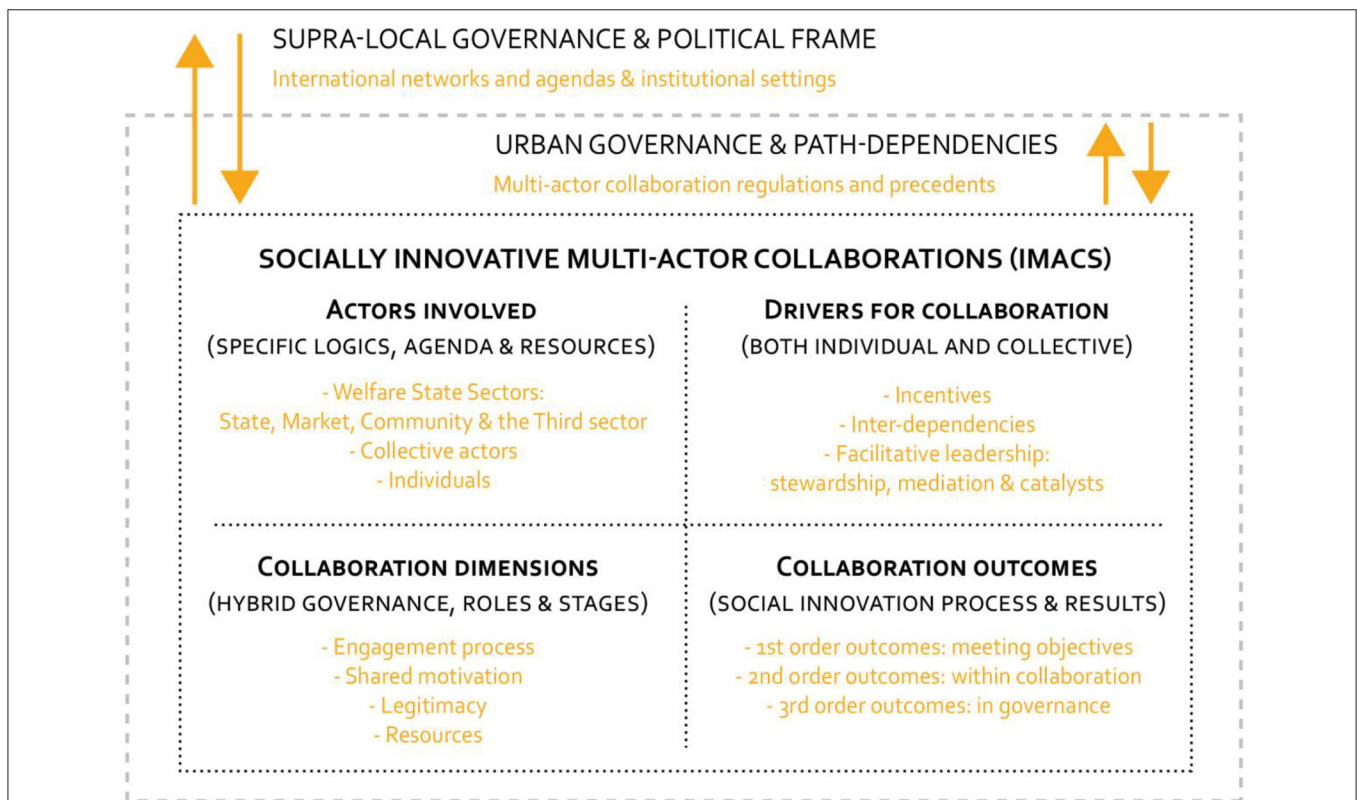 SUPRA-LOCAL GOVERNANCE & POLITICAL FRAME
International networks and agendas & institutional settings
URBAN GOVERNANCE & PATH-DEPENDENCIES
Multi-actor collaboration regulations and precedents
SOCIALLY INNOVATIVE MULTI-ACTOR COLLABORATIONS (IMACS)
ACTORS INVOLVED
(SPECIFIC LOGICS, AGENDA & RESOURCES)
- Welfare State Sectors:
State, Market, Community & the Third sector
- Collective actors
- Individuals
DRIVERS FOR COLLABORATION
(BOTH INDIVIDUAL AND COLLECTIVE)
- Incentives
- Inter-dependencies
- Facilitative leadership:
stewardship, mediation & catalysts
COLLABORATION DIMENSIONS
(HYBRID GOVERNANCE, ROLES & STAGES)
- Engagement process
- Shared motivation
- Legitimacy
- Resources
COLLABORATION OUTCOMES
(SOCIAL INNOVATION PROCESS & RESULTS)
- 1st order outcomes: meeting objectives
- 2nd order outcomes: within collaboration
- 3rd order outcomes: in governance